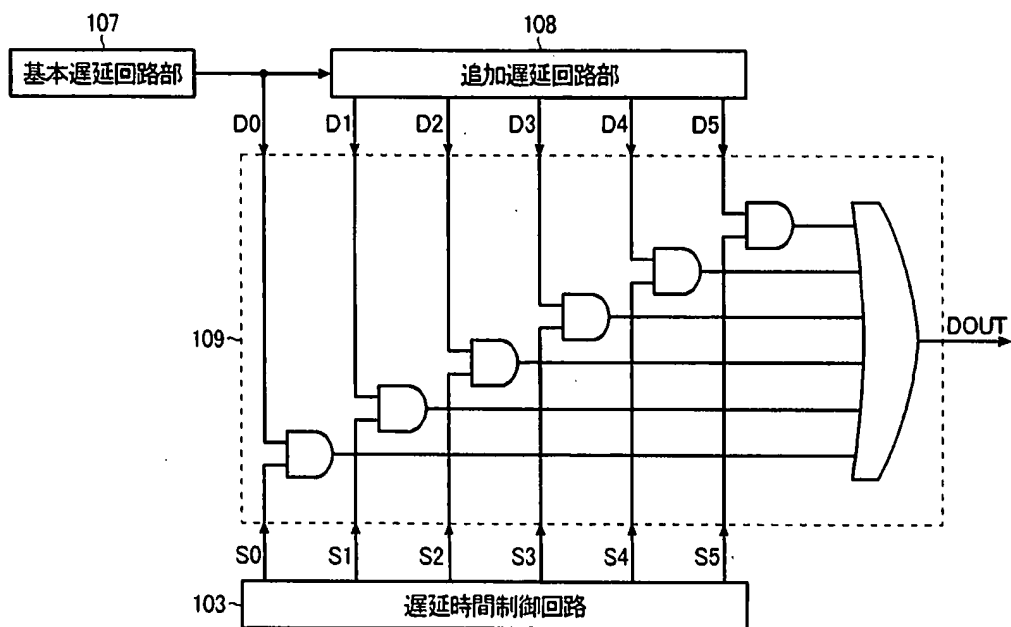 107
基本遅延回路部
108
追加遅延回路部
D0
D1
D2
D3
D4
D5
109
DOUT
S0
S1
S2
S3
S4
S5
103
遅延時間制御回路